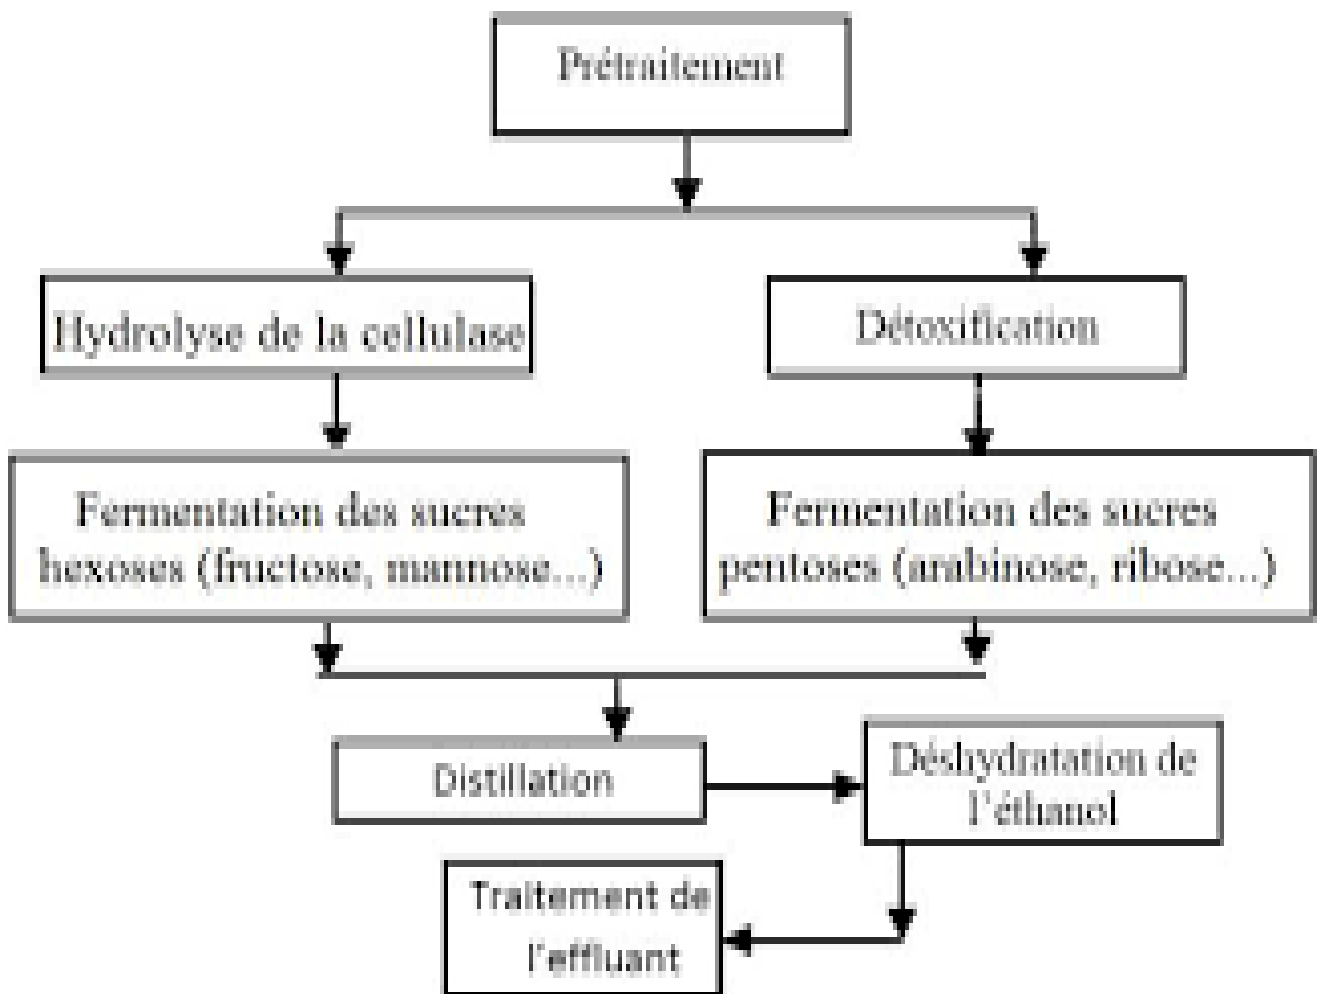 Prétraitement
Hydrolyse de la cellulase
Détoxification
Fermentation des sucres
hexoses (fructose, mannose...)
Fermentation des sucres
pentoses (arabinose, ribose...)
Distillation
Déshydratation de
l'éthanol
Traitement de
l'effluant